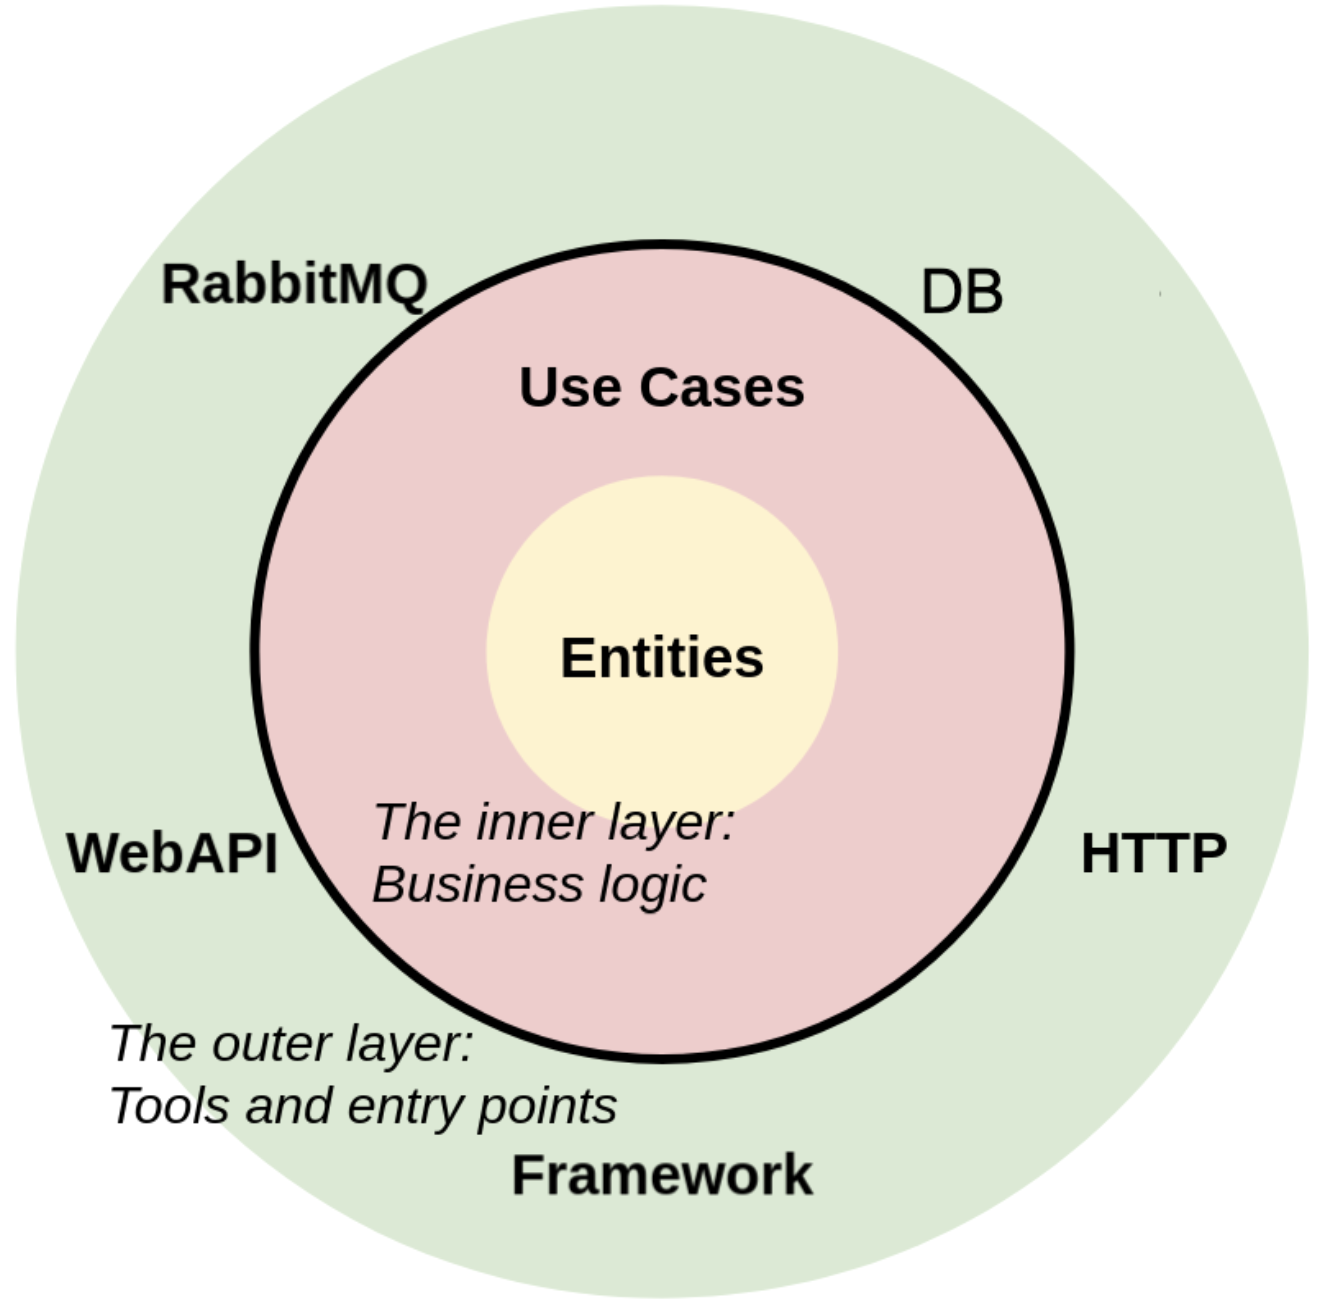 RabbitMQ
DB
Use Cases
Entities
The inner layer:
Business logic
WebAPI
HTTP
The outer layer:
Tools and entry points
Framework